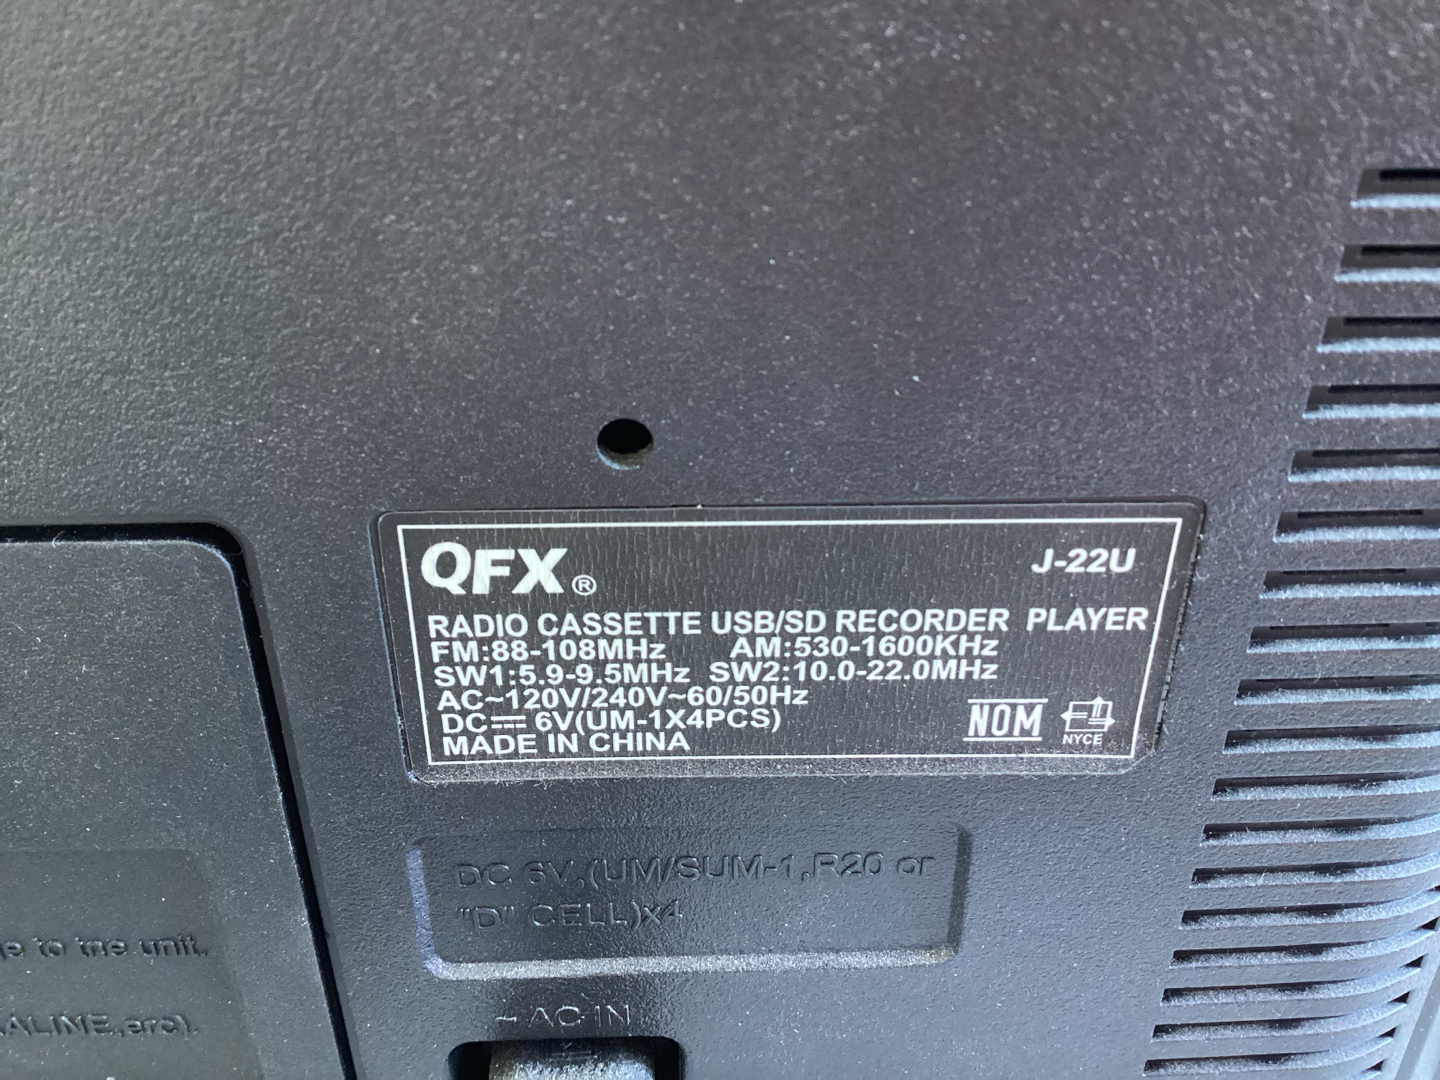 QFX® J-22U
RADIO CASSETTE USB/SD RECORDER PLAYER
FM:88-108MHz AM:530-1600KHz
SW1:5.9-9.5MHz SW2:10.0-22.0MHz
AC~120V/240V~60/50Hz
DC⎓ 6V(UM-1X4PCS)
MADE IN CHINA
NOM
NYCE
DC 6V,(UM/SUM-1,R20 or
"D" CELL)x4
to the unit.
~ AC IN